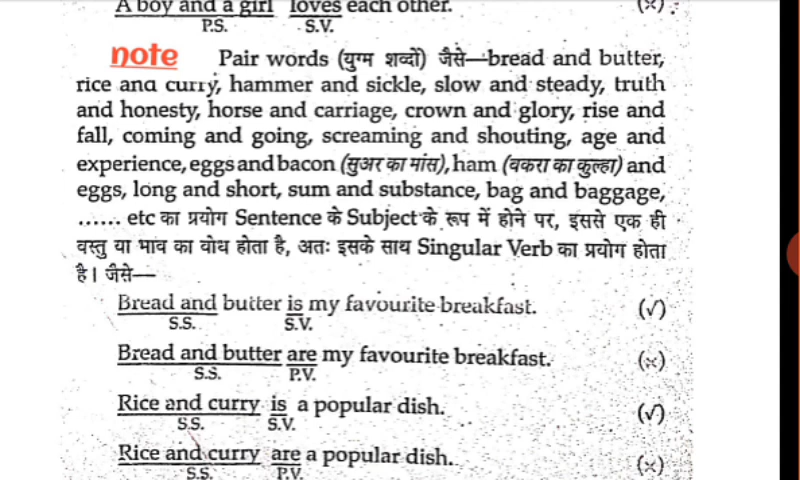 A boy and a girl loves each other. (×)
P.S. S.V.
note Pair words (युग्म शब्दों) जैसे—bread and butter,
rice and curry, hammer and sickle, slow and steady, truth
and honesty, horse and carriage, crown and glory, rise and
fall, coming and going, screaming and shouting, age and
experience, eggs and bacon (सुअर का मांस), ham (बकरा का कुल्हा) and
eggs, long and short, sum and substance, bag and baggage,
...... etc का प्रयोग Sentence के Subject के रूप में होने पर, इससे एक ही
वस्तु या भाव का बोध होता है, अतः इसके साथ Singular Verb का प्रयोग होता
है। जैसे—
Bread and butter is my favourite breakfast. (√)
S.S. S.V.
Bread and butter are my favourite breakfast. (×)
S.S. P.V.
Rice and curry is a popular dish. (√)
S.S. S.V.
Rice and curry are a popular dish. (×)
S.S. P.V.